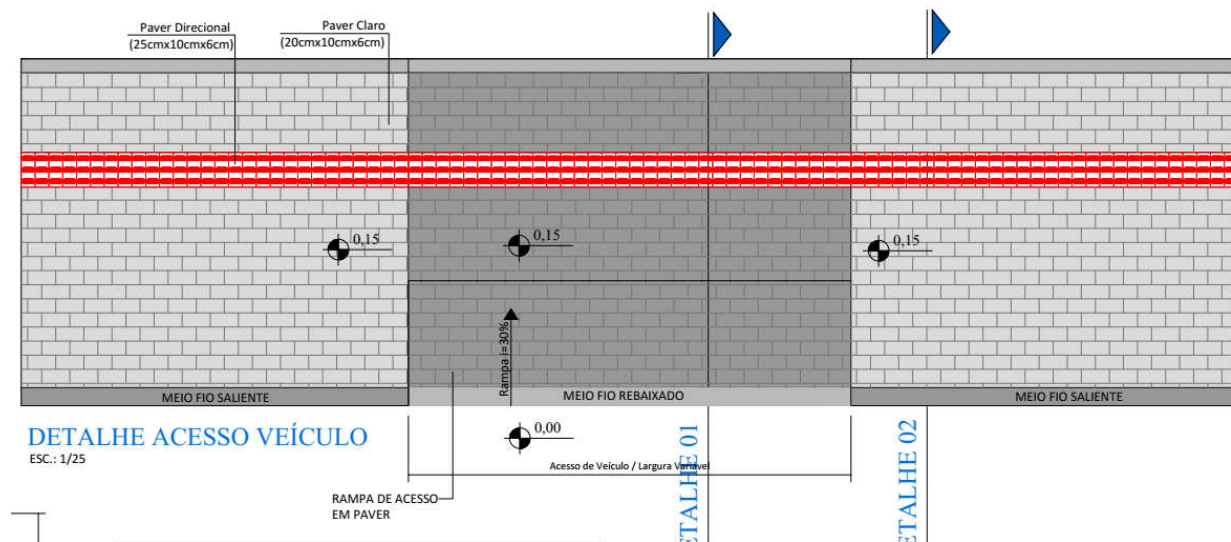 Paver Direcional
(25cmx10cmx6cm)
Paver Claro
(20cmx10cmx6cm)
0,15
0,15
0,15
Rampa i=30%
MEIO FIO SALIENTE
MEIO FIO REBAIXADO
MEIO FIO SALIENTE
DETALHE ACESSO VEÍCULO
ESC.: 1/25
0,00
Acesso de Veículo / Largura Variável
RAMPA DE ACESSO
EM PAVER
ETALHE 01
ETALHE 02